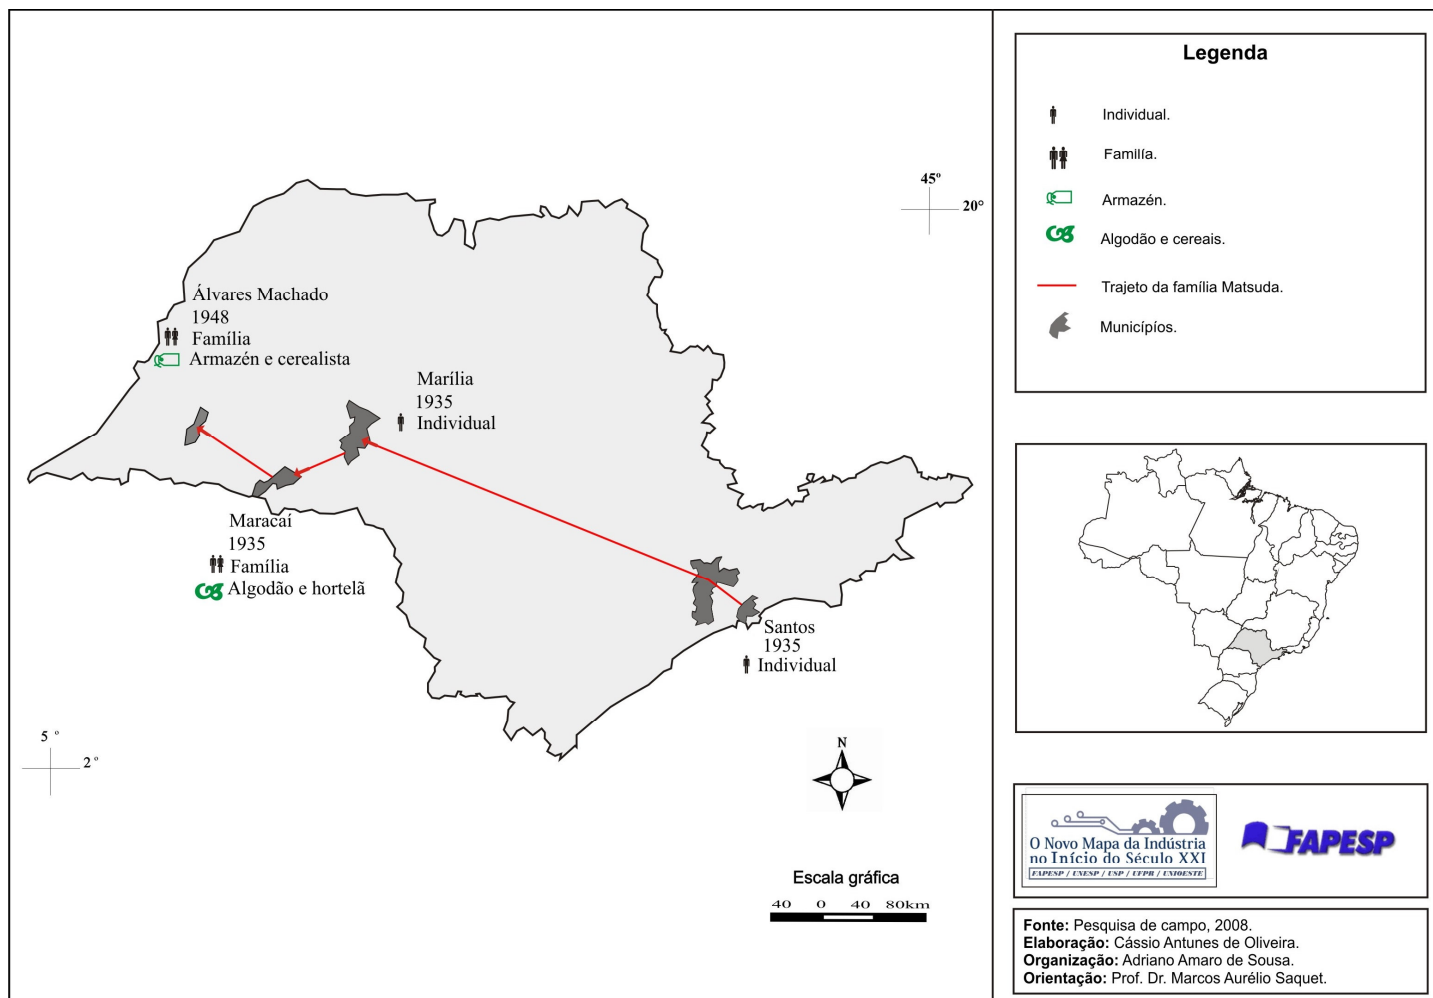 Álvares Machado
1948
Família
Armazén e cerealista
Marília
1935
Individual
Maracaí
1935
Família
Algodão e hortelã
Santos
1935
Individual
45º
20°
5 º
2 º
N
Escala gráfica
40 0 40 80km
Legenda
Individual.
Familía.
Armazén.
Algodão e cereais.
Trajeto da família Matsuda.
Municípíos.
O Novo Mapa da Indústria
no Início do Século XXI
FAPESP / UNESP / USP / UFPR / UNIOESTE
FAPESP
Fonte: Pesquisa de campo, 2008.
Elaboração: Cássio Antunes de Oliveira.
Organização: Adriano Amaro de Sousa.
Orientação: Prof. Dr. Marcos Aurélio Saquet.